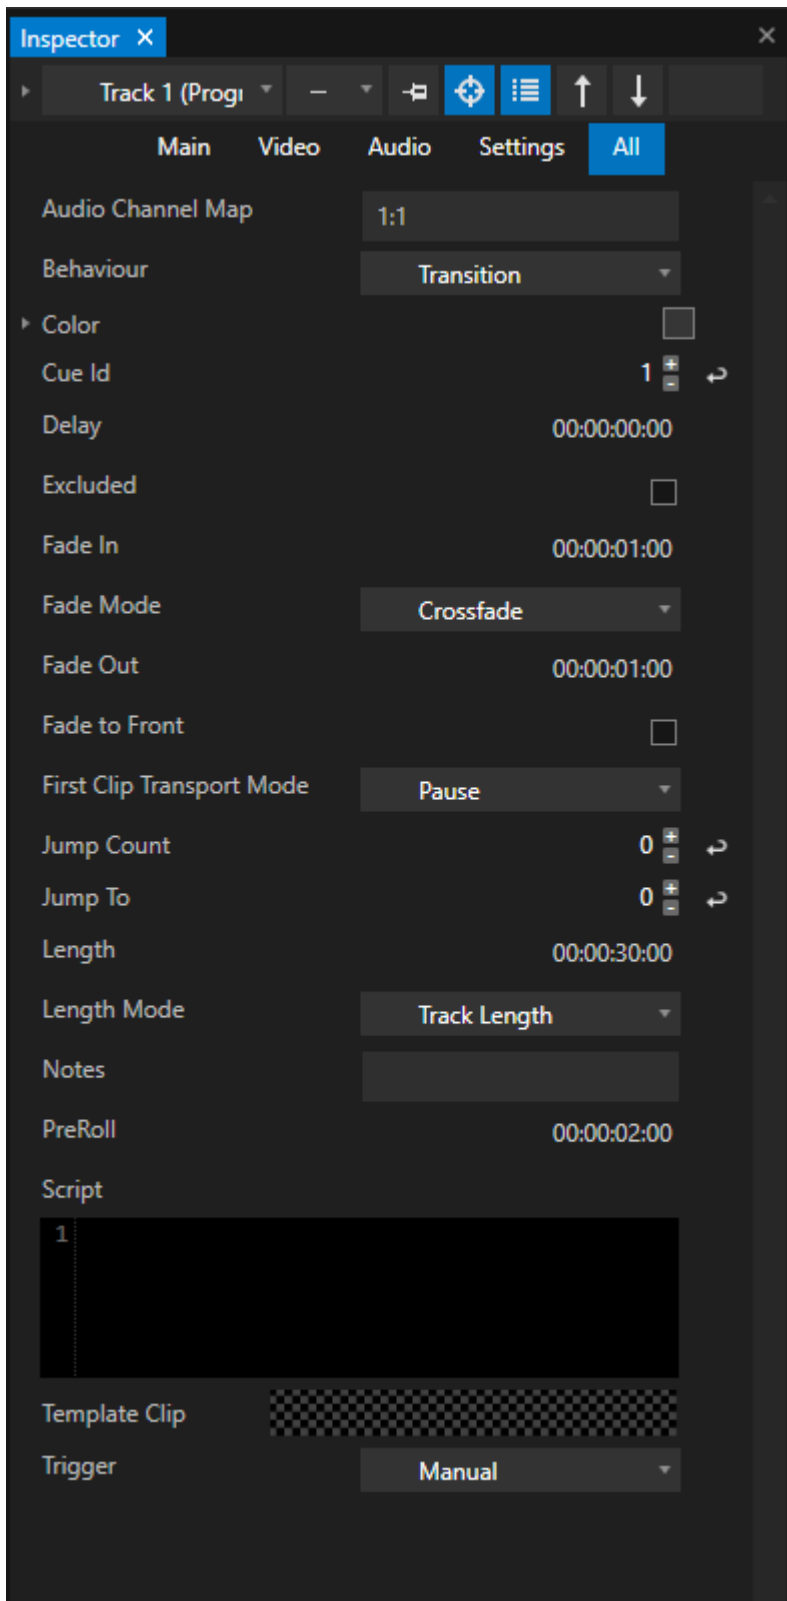 Inspector
Track 1 (Progr
Main Video Audio Settings All
Audio Channel Map 1:1
Behaviour Transition
Color
Cue Id 1
Delay 00:00:00:00
Excluded
Fade In 00:00:01:00
Fade Mode Crossfade
Fade Out 00:00:01:00
Fade to Front
First Clip Transport Mode Pause
Jump Count 0
Jump To 0
Length 00:00:30:00
Length Mode Track Length
Notes
PreRoll 00:00:02:00
Script
1
Template Clip
Trigger Manual